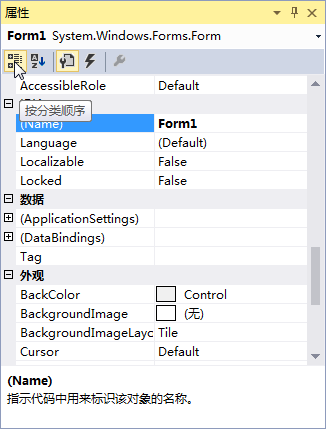 属性
Form1 System.Windows.Forms.Form
AccessibleRole Default
按分类顺序
(Name) Form1
Language (Default)
Localizable False
Locked False
数据
(ApplicationSettings)
(DataBindings)
Tag
外观
BackColor Control
BackgroundImage (无)
BackgroundImageLayo Tile
Cursor Default
(Name)
指示代码中用来标识该对象的名称。